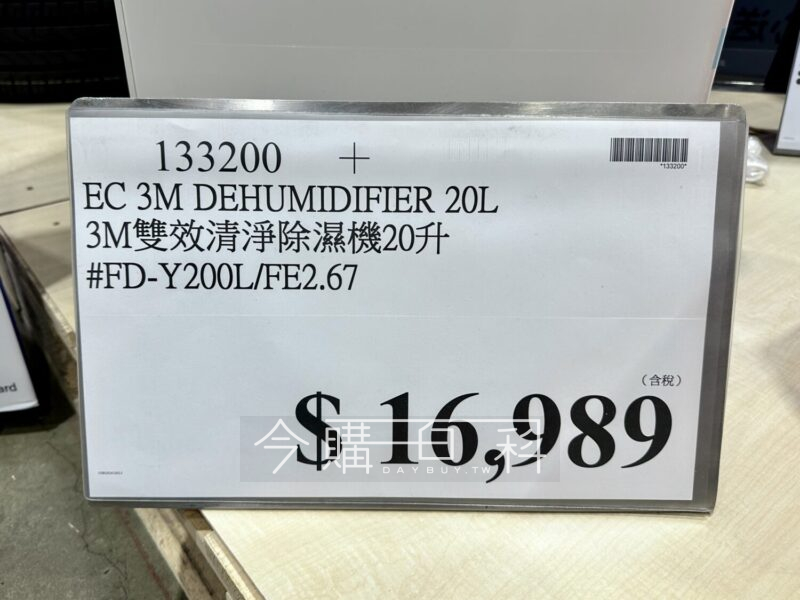 133200 +
*133200*
EC 3M DEHUMIDIFIER 20L
3M雙效清淨除濕機20升
#FD-Y200L/FE2.67
(含稅)
$ 16,989
今購百科
DAYBUY.TW
ard